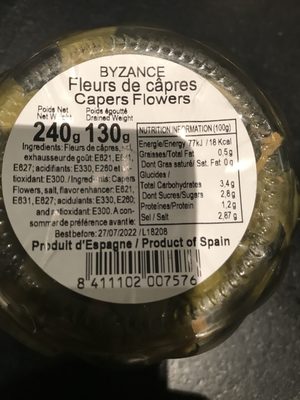 BYZANCE
Fleurs de câpres
Capers Flowers
Poids Net Poids égoutté
Net Weight Drained Weight
240g 130g
NUTRITION INFORMATION (100g)
Energie/Energy 77kJ / 18 Kcal
Graisses/Total Fat 0,5g
Dont Gras saturé/ Sat. Fat 0 g
Glucides /
Total Carbohydrates 3,4g
Dont Sucres/Sugars 2,8g
Proteínes/Protein 1,2g
Sel / Salt 2,87 g
Ingredients: Fleurs de câpres, sel,
exhausseur de goût: E621, E631,
E627; acidifiants: E330, E260 et
tioxidant: E300. / Ingredients: Capers
Flowers, salt, flavor enhancer: E621,
E631, E627; acidulants: E330, E260;
and antioxidant: E300. A con-
sommar de préférence avant le:
Best before: 27/07/2022 / L18208
Produit d'Espagne / Product of Spain
8 411102 007576